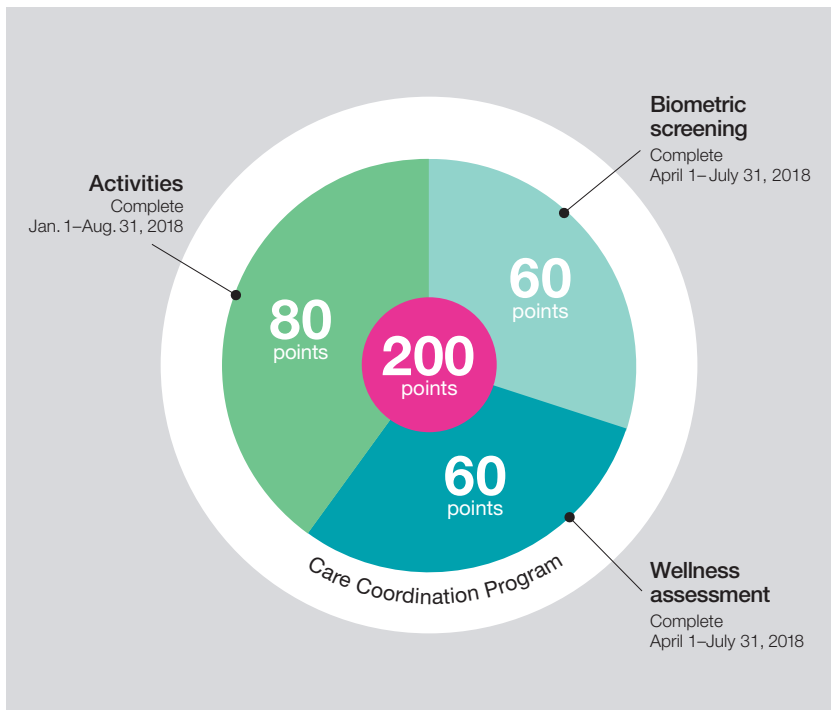 Biometric
screening
Complete
April 1–July 31, 2018
Activities
Complete
Jan. 1–Aug. 31, 2018
60
points
80
points
200
points
60
points
Care Coordination Program
Wellness
assessment
Complete
April 1–July 31, 2018